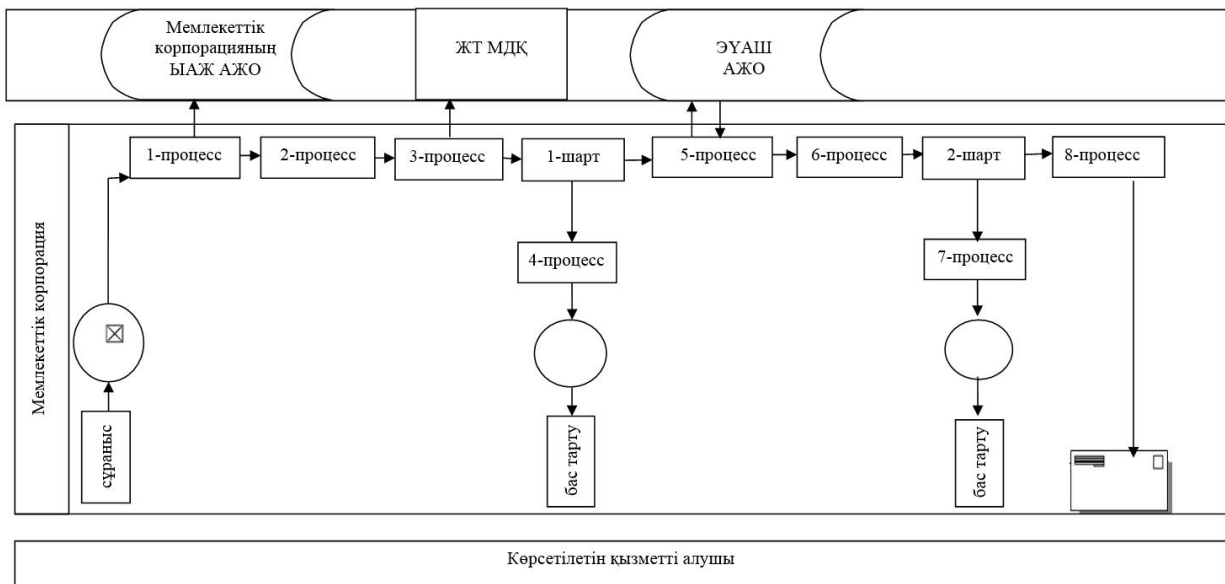 Мемлекеттік
корпорацияның
ЫАЖ АЖО
ЖТ МДҚ
ЭҮАШ
АЖО
Мемлекеттік корпорация
1-процесс
2-процесс
3-процесс
1-шарт
5-процесс
6-процесс
2-шарт
8-процесс
4-процесс
7-процесс
сұраныс
бас тарту
бас тарту
Көрсетілетін қызметті алушы